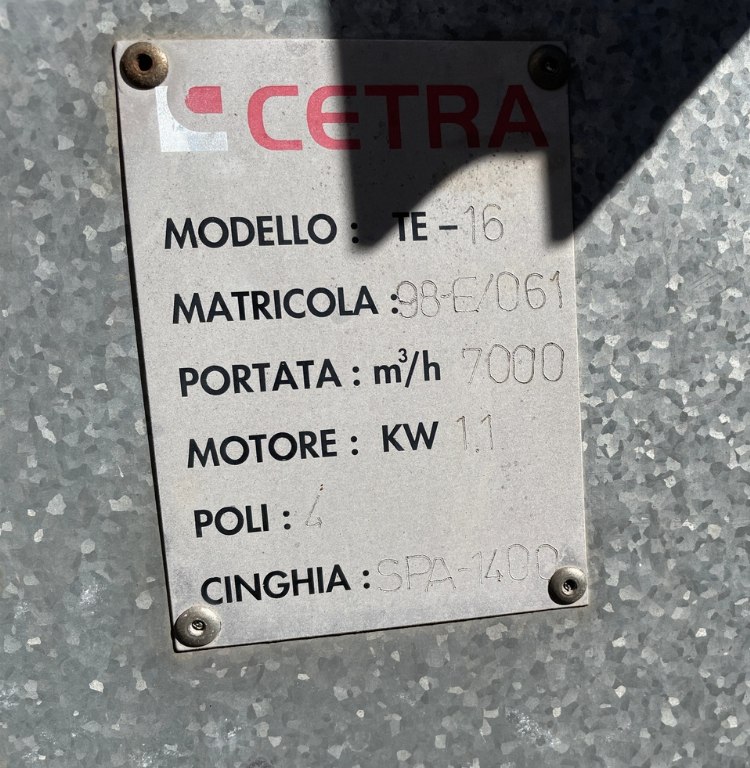 CETRA
MODELLO : TE - 16
MATRICOLA : 98-E/061
PORTATA : m³/h 7000
MOTORE : KW 1.1
POLI : 4
CINGHIA : SPA-1400